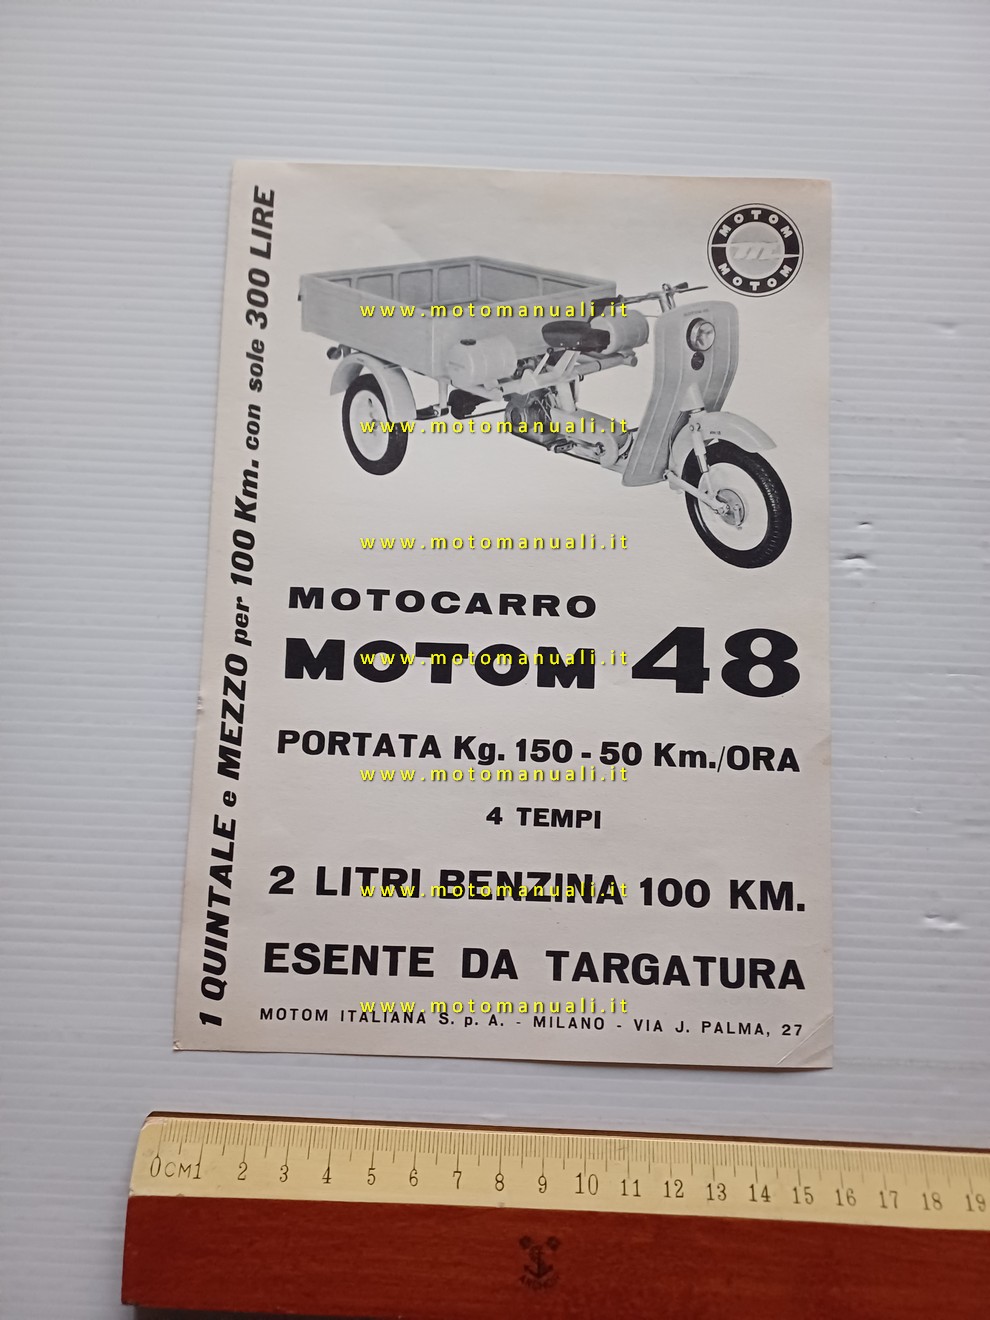 1 QUINTALE e MEZZO per 100 Km. con sole 300 LIRE
MOTOM
MOTOM
www.motomanuali.it
www.motomanuali.it
www.motomanuali.it
MOTOCARRO
MOTOM 48
www.motomanuali.it
PORTATA Kg. 150 - 50 Km./ORA
www.motomanuali.it
4 TEMPI
2 LITRI BENZINA 100 KM.
www.motomanuali.it
ESENTE DA TARGATURA
www.motomanuali.it
MOTOM ITALIANA S. p. A. - MILANO - VIA J. PALMA, 27
0CM1 2 3 4 5 6 7 8 9 10 11 12 13 14 15 16 17 18 19